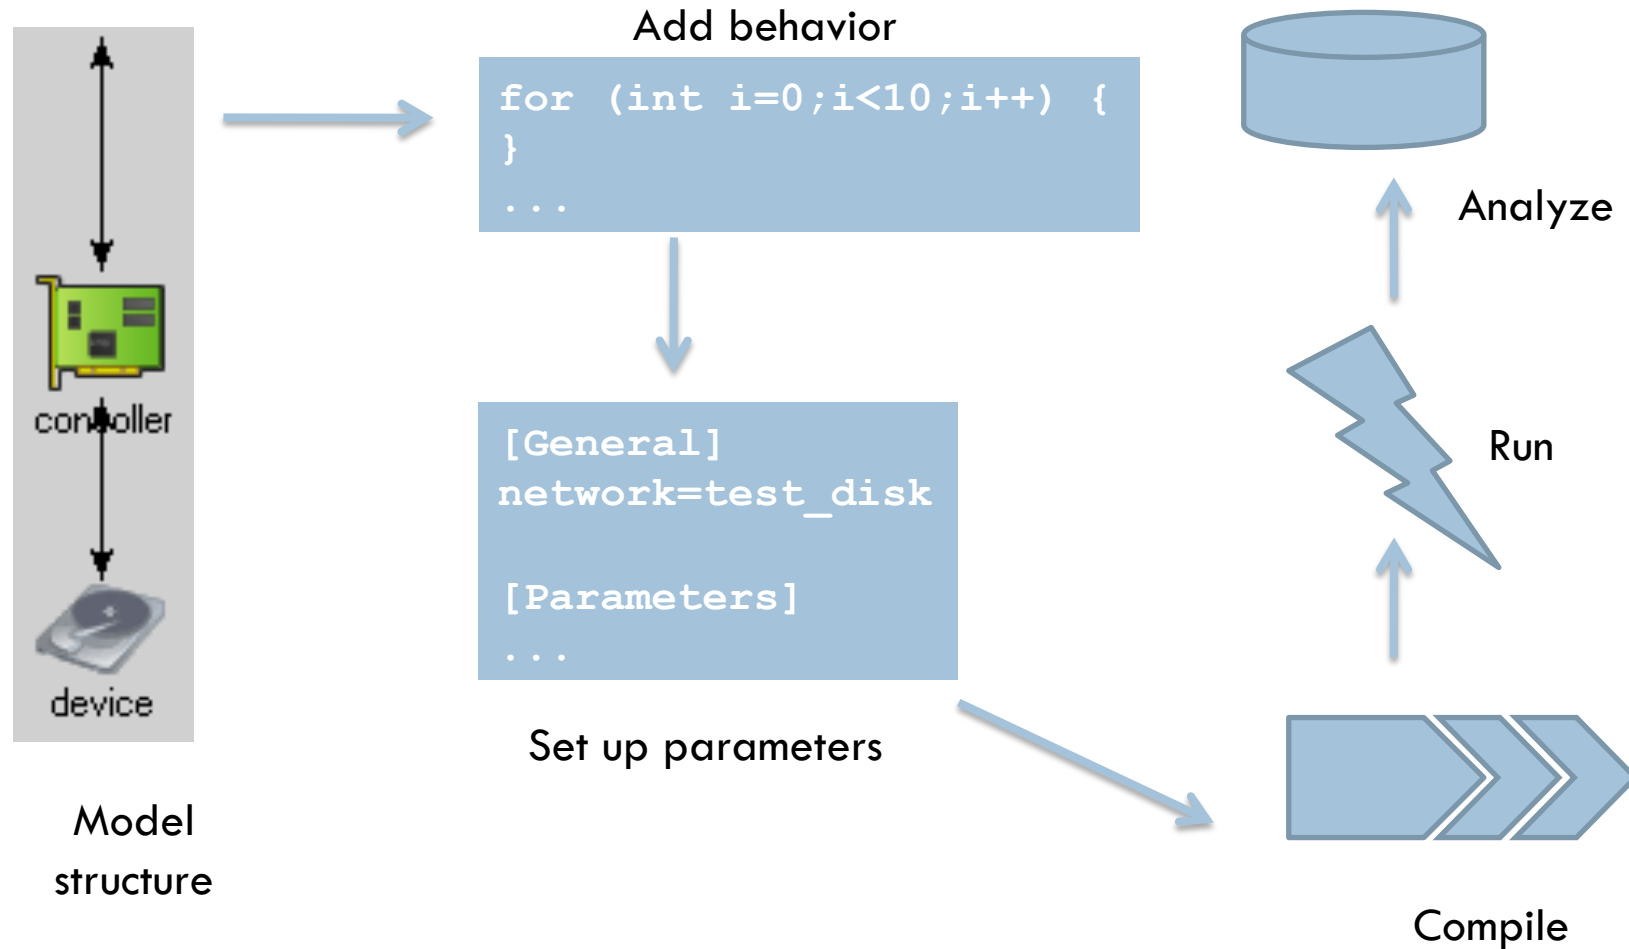 Add behavior
for (int i=0;i<10;i++) {
}
...
Analyze
controller
[General]
network=test_disk
[Parameters]
...
Run
device
Set up parameters
Model
structure
Compile